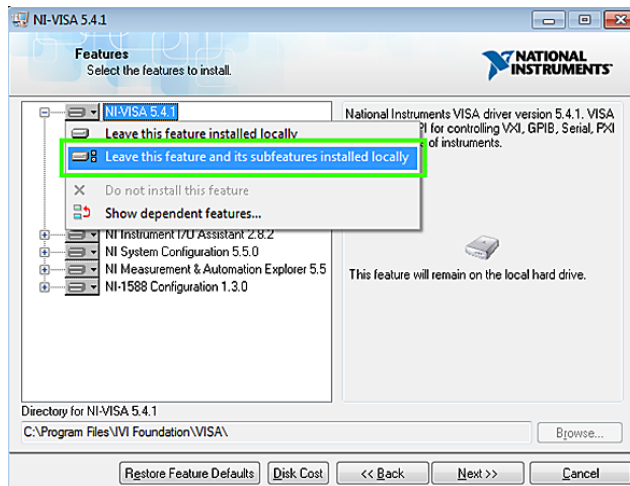 NI-VISA 5.4.1
Features
Select the features to install.
NATIONAL
INSTRUMENTS™
NI-VISA 5.4.1
Leave this feature installed locally
Leave this feature and its subfeatures installed locally
Do not install this feature
Show dependent features...
NI Instrument I/O Assistant 2.8.2
NI System Configuration 5.5.0
NI Measurement & Automation Explorer 5.5
NI-1588 Configuration 1.3.0
National Instruments VISA driver version 5.4.1. VISA
for controlling VXI, GPIB, Serial, PXI
of instruments.
This feature will remain on the local hard drive.
Directory for NI-VISA 5.4.1
C:\Program Files\IVI Foundation\VISA\
Browse...
Restore Feature Defaults
Disk Cost
<< Back
Next >>
Cancel